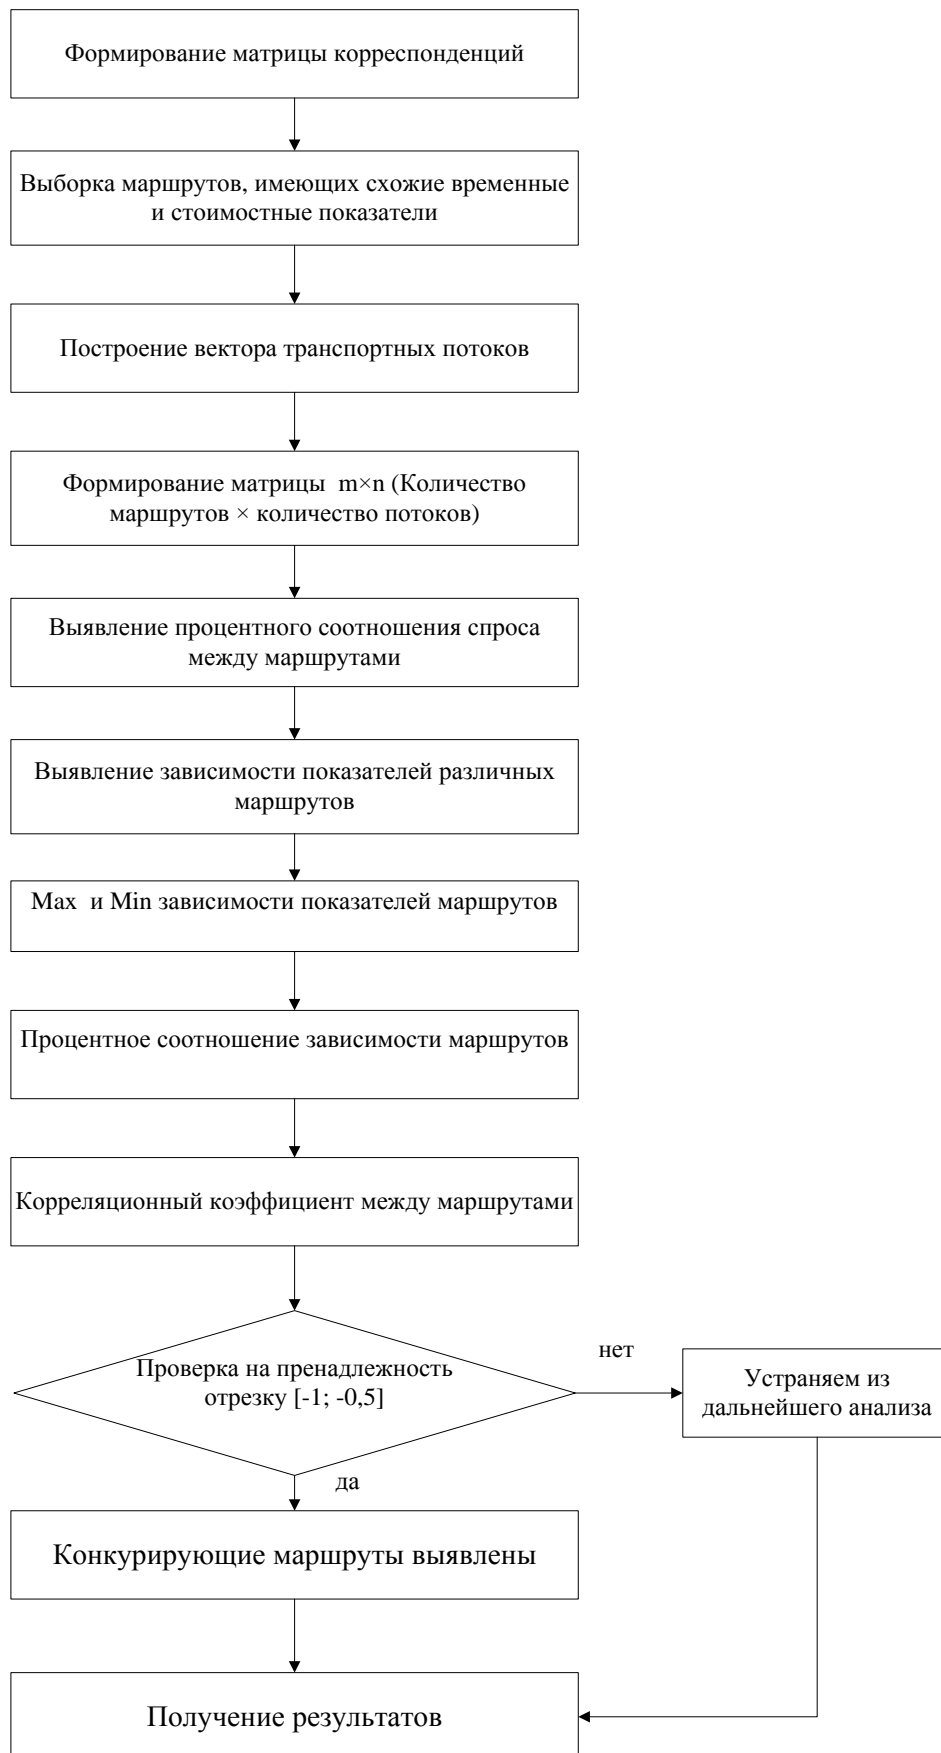 Формирование матрицы корреспонденций
Выборка маршрутов, имеющих схожие временные
и стоимостные показатели
Построение вектора транспортных потоков
Формирование матрицы m×n (Количество
маршрутов × количество потоков)
Выявление процентного соотношения спроса
между маршрутами
Выявление зависимости показателей различных
маршрутов
Max и Min зависимости показателей маршрутов
Процентное соотношение зависимости маршрутов
Корреляционный коэффициент между маршрутами
Проверка на пренадлежность
отрезку [-1; -0,5]
нет
Устраняем из
дальнейшего анализа
да
Конкурирующие маршруты выявлены
Получение результатов